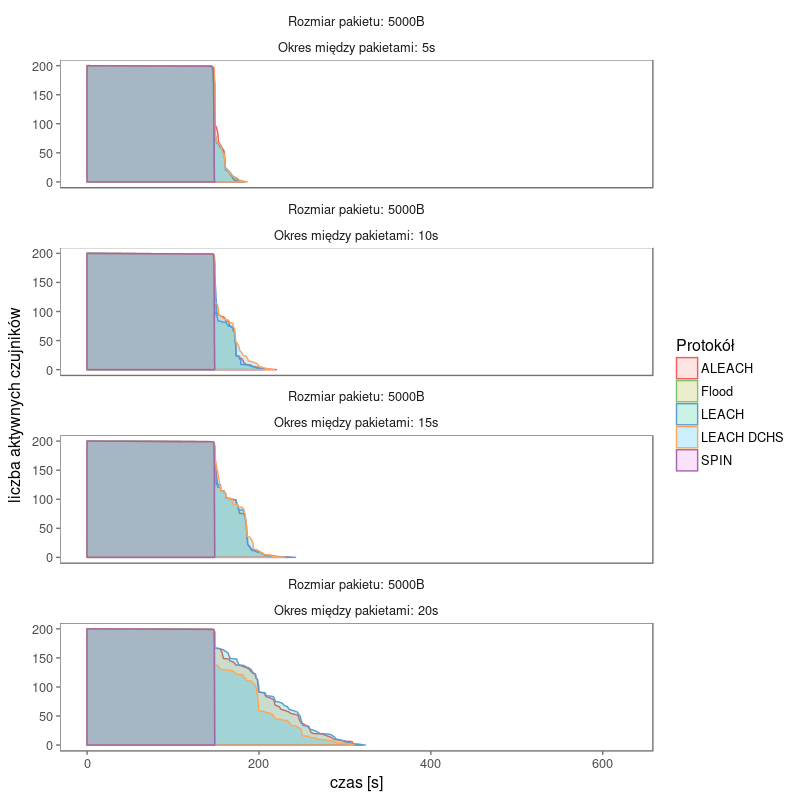 Rozmiar pakietu: 5000B
Okres między pakietami: 5s
200
150
100
50
0
Rozmiar pakietu: 5000B
Okres między pakietami: 10s
200
150
100
50
0
Rozmiar pakietu: 5000B
Okres między pakietami: 15s
200
150
100
50
0
Rozmiar pakietu: 5000B
Okres między pakietami: 20s
200
150
100
50
0
0 200 400 600
czas [s]
liczba aktywnych czujników
Protokół
ALEACH
Flood
LEACH
LEACH DCHS
SPIN